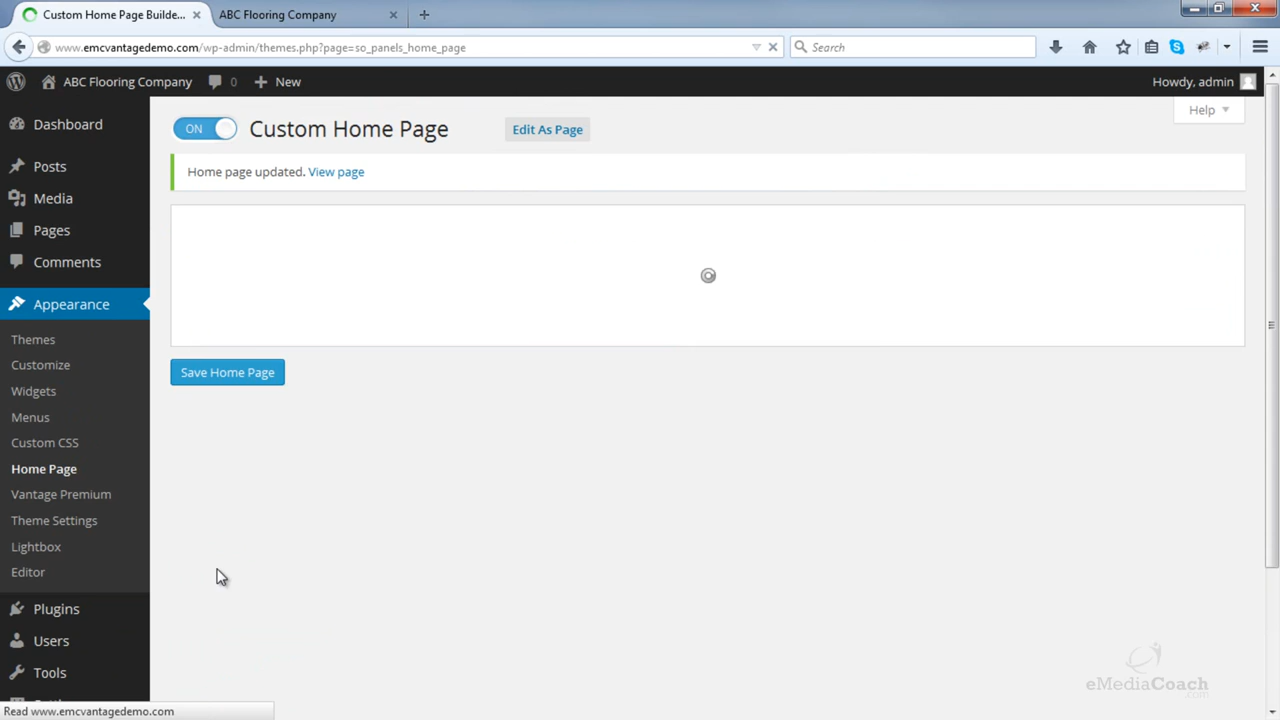 Custom Home Page Builde...
ABC Flooring Company
www.emcvantagedemo.com/wp-admin/themes.php?page=so_panels_home_page
Search
ABC Flooring Company
0
New
Howdy, admin
Help
Dashboard
Posts
Media
Pages
Comments
Appearance
Themes
Customize
Widgets
Menus
Custom CSS
Home Page
Vantage Premium
Theme Settings
Lightbox
Editor
Plugins
Users
Tools
ON
Custom Home Page
Edit As Page
Home page updated. View page
Save Home Page
Read www.emcvantagedemo.com
eMediaCoach
.com